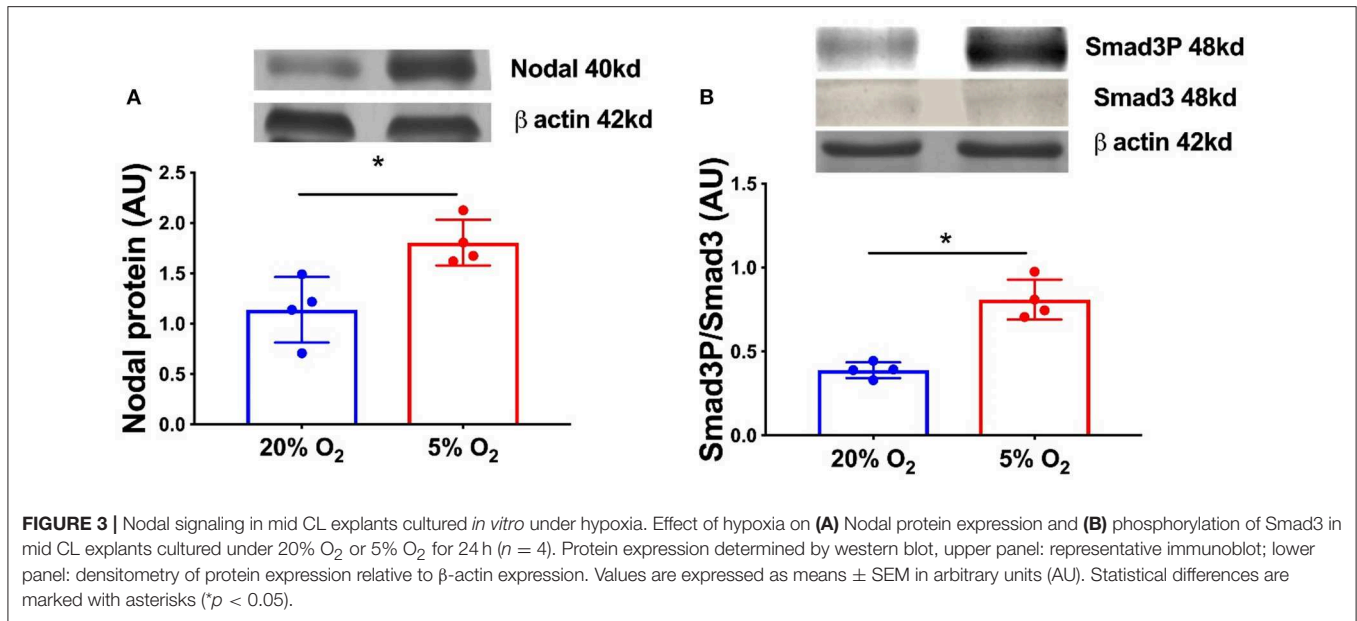 A
Nodal 40kd
β actin 42kd
*
Nodal protein (AU)
2.5
2.0
1.5
1.0
0.5
0.0
20% O₂
5% O₂
B
Smad3P 48kd
Smad3 48kd
β actin 42kd
*
Smad3P/Smad3 (AU)
1.5
1.0
0.5
0.0
20% O₂
5% O₂
FIGURE 3 | Nodal signaling in mid CL explants cultured in vitro under hypoxia. Effect of hypoxia on (A) Nodal protein expression and (B) phosphorylation of Smad3 in
mid CL explants cultured under 20% O₂ or 5% O₂ for 24 h (n = 4). Protein expression determined by western blot, upper panel: representative immunoblot; lower
panel: densitometry of protein expression relative to β-actin expression. Values are expressed as means ± SEM in arbitrary units (AU). Statistical differences are
marked with asterisks (*p < 0.05).